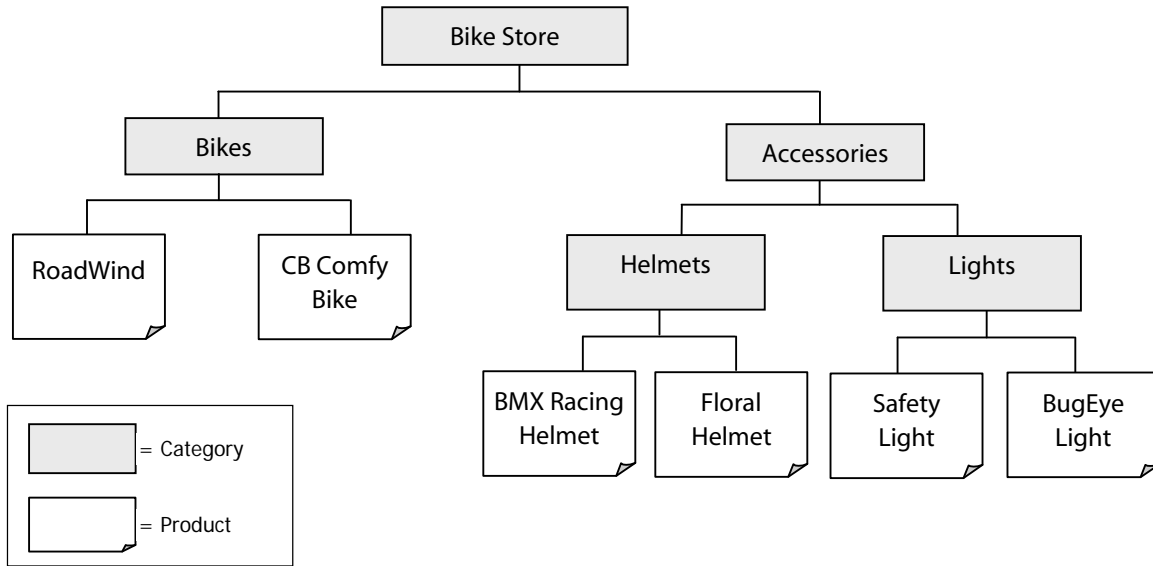 Bike Store
Bikes
Accessories
RoadWind
CB Comfy
Bike
Helmets
Lights
BMX Racing
Helmet
Floral
Helmet
Safety
Light
BugEye
Light
= Category
= Product